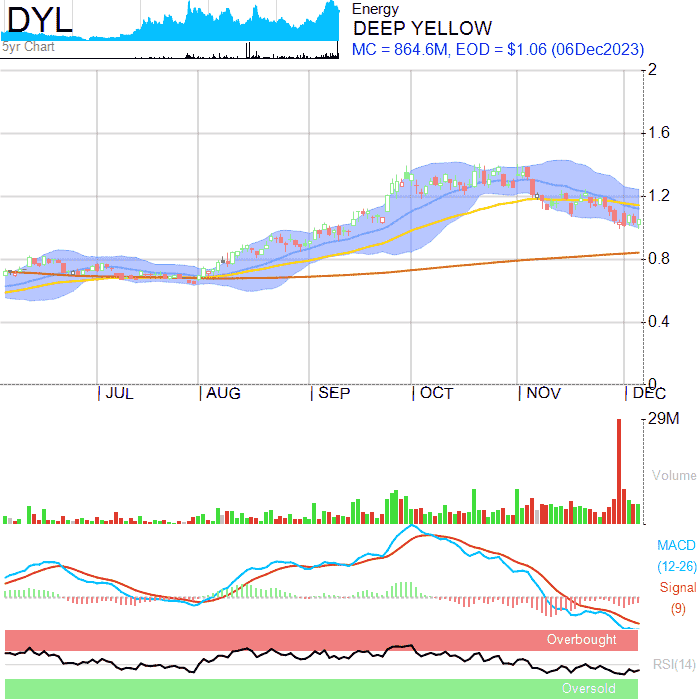 DYL
5yr Chart
Energy
DEEP YELLOW
MC = 864.6M, EOD = $1.06 (06Dec2023)
2
1.6
1.2
0.8
0.4
0
JUL AUG SEP OCT NOV DEC
29M
Volume
MACD
(12-26)
Signal
(9)
Overbought
RSI(14)
Oversold